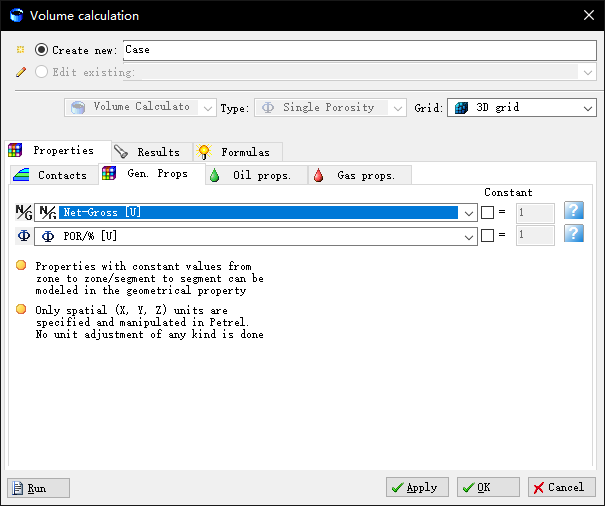 Volume calculation
Create new: Case
Edit existing:
Volume Calculato Type: Φ Single Porosity Grid: 3D grid
Properties Results Formulas
Contacts Gen. Props Oil props. Gas props.
Constant
N/G N/G Net-Gross [U] = 1 ?
Φ Φ POR/% [U] = 1 ?
Properties with constant values from
zone to zone/segment to segment can be
modeled in the geometrical property
Only spatial (X, Y, Z) units are
specified and manipulated in Petrel.
No unit adjustment of any kind is done
Run Apply OK Cancel